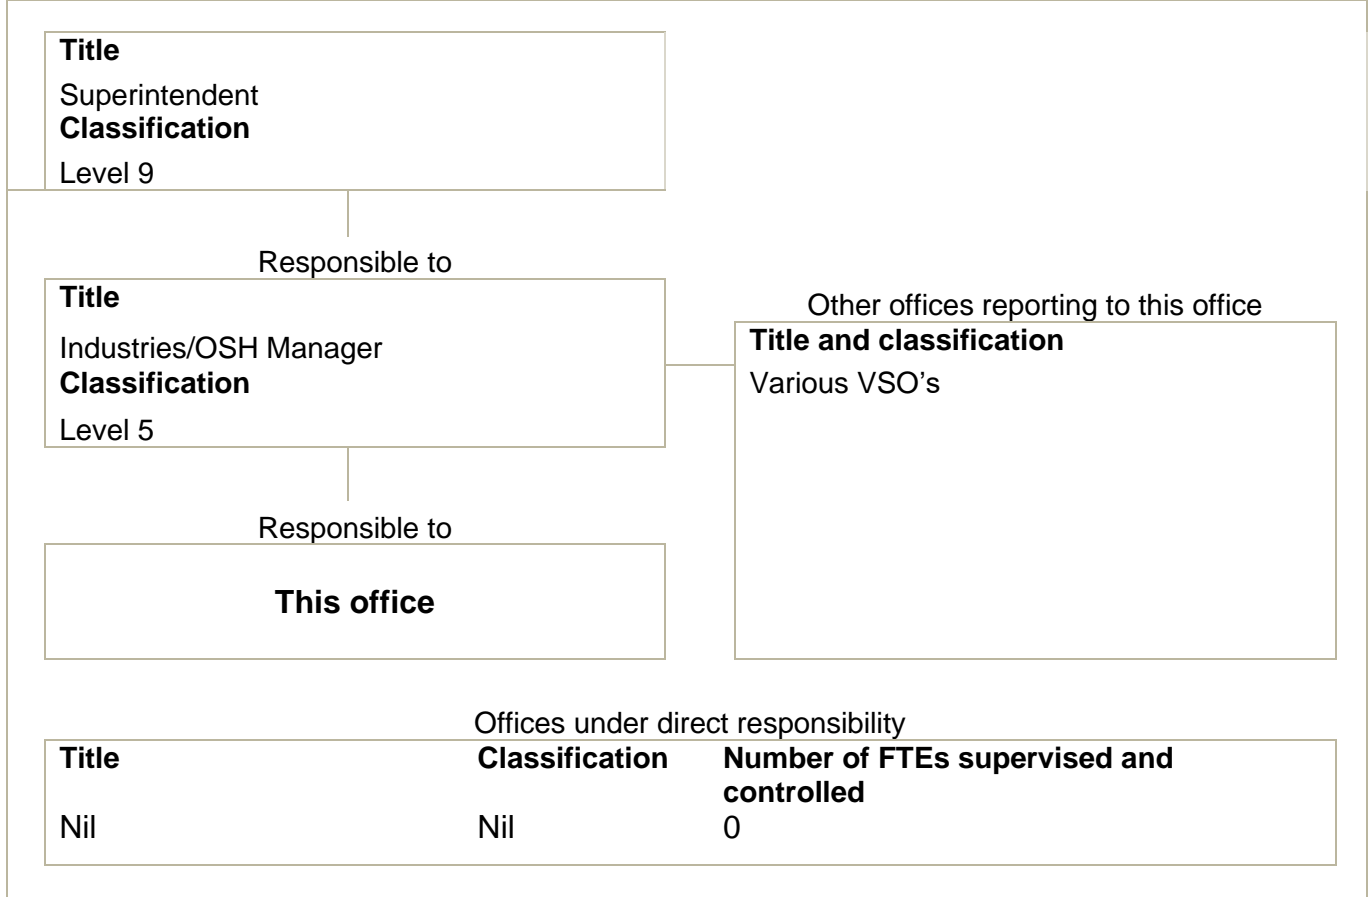 Title
Superintendent
Classification
Level 9
Responsible to
Title
Industries/OSH Manager
Classification
Level 5
Other offices reporting to this office
Title and classification
Various VSO’s
Responsible to
This office
Offices under direct responsibility
Title Classification Number of FTEs supervised and
controlled
Nil Nil 0